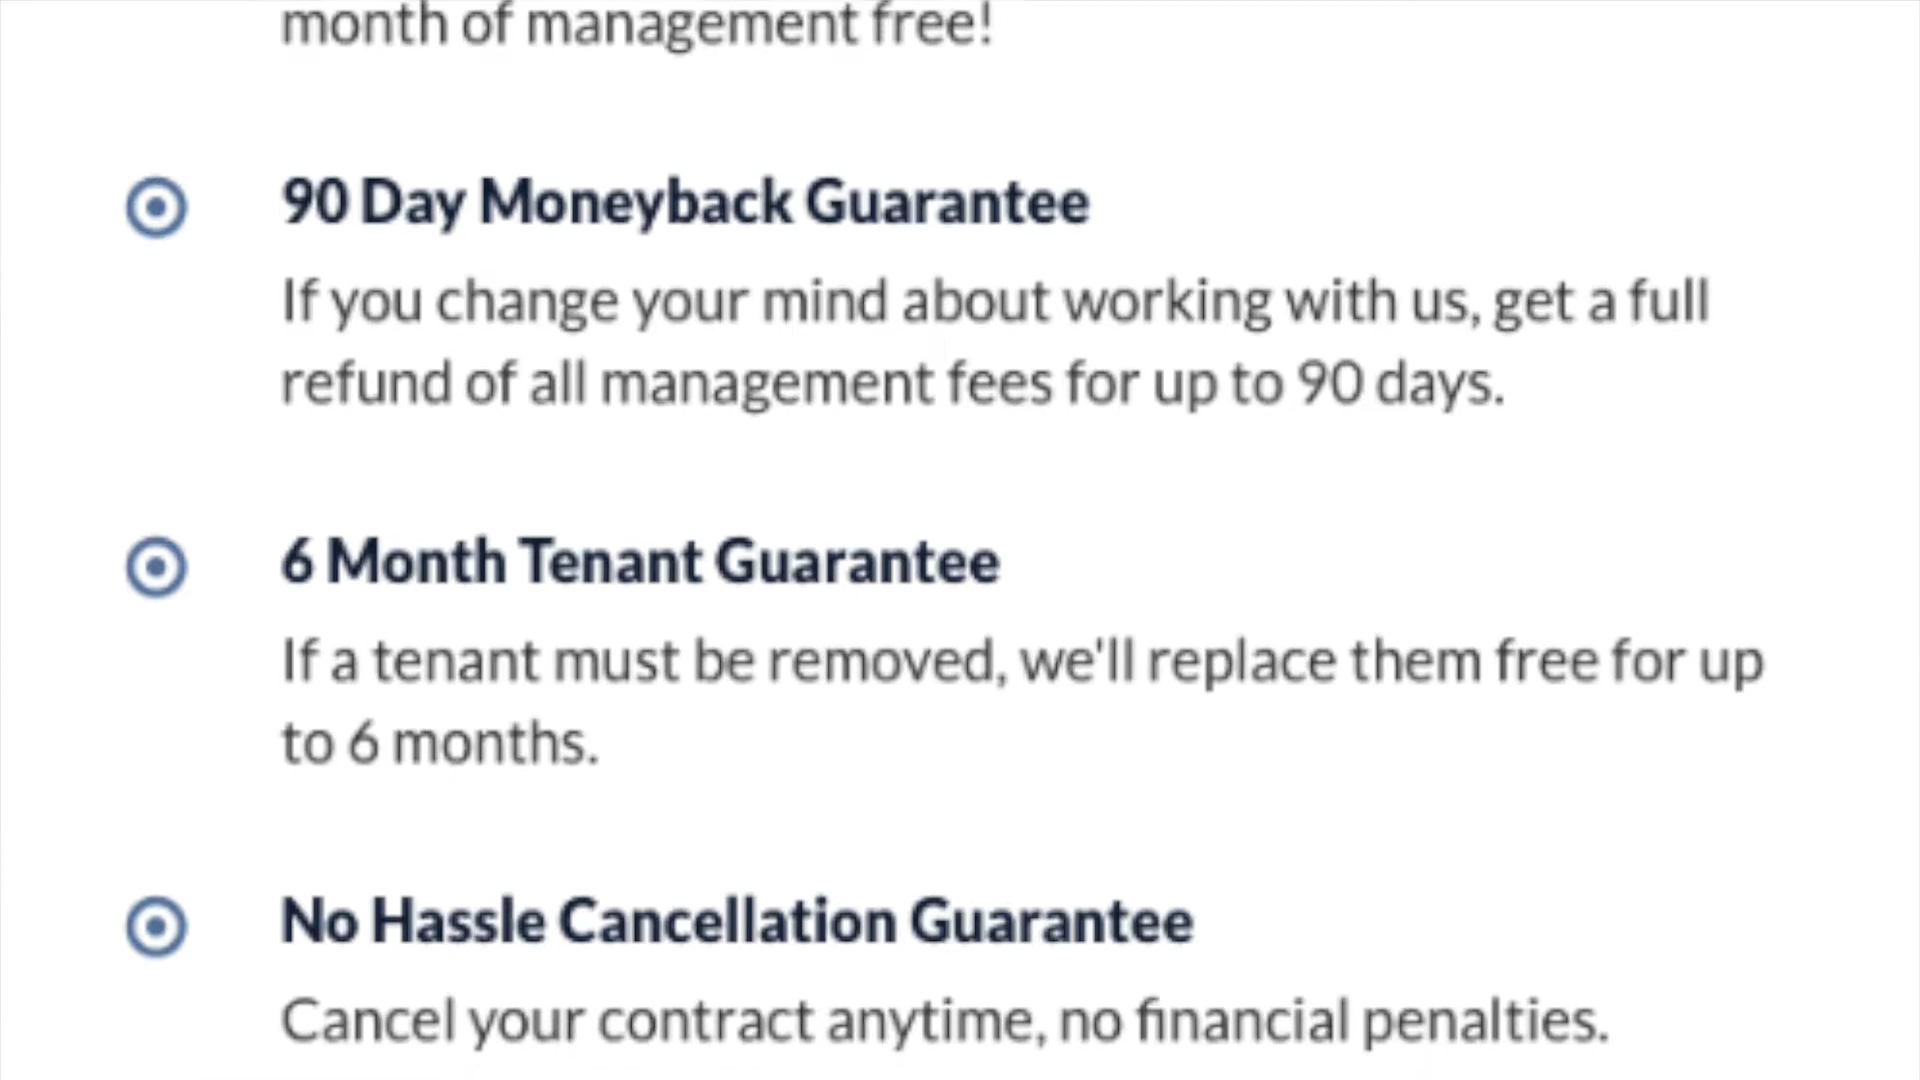 month of management free!
90 Day Moneyback Guarantee
If you change your mind about working with us, get a full
refund of all management fees for up to 90 days.
6 Month Tenant Guarantee
If a tenant must be removed, we'll replace them free for up
to 6 months.
No Hassle Cancellation Guarantee
Cancel your contract anytime, no financial penalties.